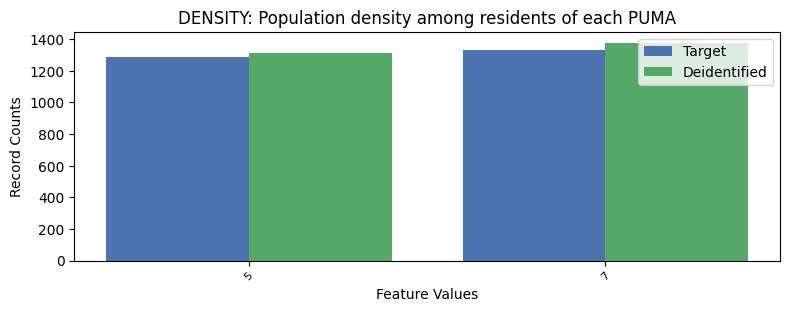 DENSITY: Population density among residents of each PUMA
Record Counts
1400
1200
1000
800
600
400
200
0
Target
Deidentified
5
7
Feature Values